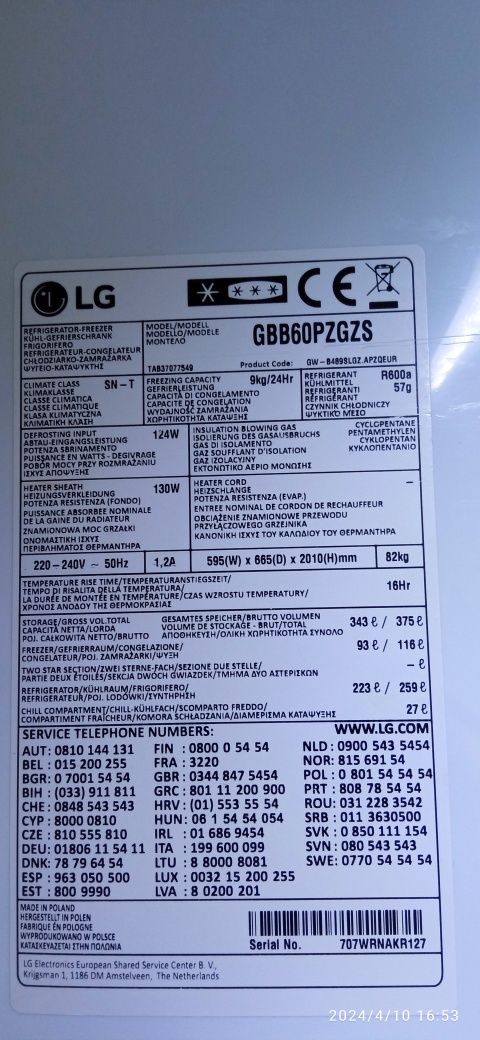 LG
CE
REFRIGERATOR-FREEZER
KÜHL-GEFRIERSCHRANK
FRIGORIFERO
REFRIGERATEUR-CONGELATEUR
CHŁODZIARKO-ZAMRAŻARKA
ΨΥΓΕΙΟ-ΚΑΤΑΨΥΚΤΗΣ
MODEL/MODELL
MODELLO/MODELE
ΜΟΝΤΕΛΟ
GBB60PZGZS
TAB37077549
Product Code: GW-B489SLGZ.APZQEUR
CLIMATE CLASS SN-T
KLIMAKLASSE
CLASSE CLIMATICA
CLASSE CLIMATIQUE
KLASA KLIMATYCZNA
ΚΛΙΜΑΤΙΚΗ ΚΛΑΣΗ
FREEZING CAPACITY 9kg/24Hr
GEFRIERLEISTUNG
CAPACITÀ DI CONGELAMENTO
CAPACITE DE CONGELATION
WYDAJNOŚĆ ZAMRAŻANIA
ΧΩΡΗΤΙΚΟΤΗΤΑ ΚΑΤΑΨΗΣ
REFRIGERANT R600a
KÜHLMITTEL 57g
REFRIGERANTI
REFRIGERANT
CZYNNIK CHŁODNICZY
ΨΥΚΤΙΚΟ ΜΕΣΟ
DEFROSTING INPUT 124W
ABTAU-EINGANGSLEISTUNG
POTENZA SBRINAMENTO
PUISSANCE EN WATTS - DEGIVRAGE
POBÓR MOCY PRZY ROZMRAŻANIU
ΙΣΧΥΣ ΑΠΟΨΥΞΗΣ
INSULATION BLOWING GAS CYCLOPENTANE
ISOLIERUNG DES GASAUSBRUCHS PENTAMETHYLEN
GAS DI ISOLAMENTO CYKLOPENTAN
GAZ SOUFFLANT D'ISOLATION ΚΥΚΛΟΠΕΝΤΑΝΙΟ
GAZ IZOLACYJNY
ΕΚΤΟΝΩΤΙΚΟ ΑΕΡΙΟ ΜΟΝΩΣΗΣ
HEATER SHEATH 130W
HEIZUNGSVERKLEIDUNG
POTENZA RESISTENZA (FONDO)
PUISSANCE ABSORBEE NOMINALE
DE LA GAINE DU RADIATEUR
ZNAMIONOWA MOC GRZAŁKI
ΟΝΟΜΑΣΤΙΚΗ ΙΣΧΥΣ
ΠΕΡΙΒΛΗΜΑΤΟΣ ΘΕΡΜΑΝΤΗΡΑ
HEATER CORD –
HEIZSCHLANGE
POTENZA RESISTENZA (EVAP.)
ENTREE NOMINAL DE CORDON DE RECHAUFFEUR
OBCIĄŻENIE ZNAMIONOWE PRZEWODU
PRZYŁĄCZOWEGO GRZEJNIKA
ΚΑΝΟΝΙΚΗ ΙΣΧΥ ΤΟΥ ΚΑΛΩΔΙΟΥ ΤΟΥ ΘΕΡΜΑΝΤΗΡΑ
220-240V ~ 50Hz 1,2A 595(W) x 665(D) x 2010(H)mm 82kg
TEMPERATURE RISE TIME/TEMPERATURANSTIEGSZEIT/
TEMPO DI RISALITA DELLA TEMPERATURA/
LA DURÉE DE MONTÉE EN TEMPÉRATURE/CZAS WZROSTU TEMPERATURY/ 16Hr
ΧΡΟΝΟΣ ΑΝΟΔΟΥ ΤΗΣ ΘΕΡΜΟΚΡΑΣΙΑΣ
STORAGE/GROSS VOL.TOTAL GESAMTES SPEICHER/BRUTTO VOLUMEN 343 ℓ / 375 ℓ
CAPACITÀ NETTA/LORDA VOLUME DE STOCKAGE - BRUT/TOTAL
POJ. CAŁKOWITA NETTO/BRUTTO ΑΠΟΘΗΚΕΥΣΗ/ΟΛΙΚΗ ΧΩΡΗΤΙΚΟΤΗΤΑ ΣΥΝΟΛΟ
FREEZER/GEFRIERRAUM/CONGELAZIONE/ 93 ℓ / 116 ℓ
CONGELATEUR/POJ. ZAMRAŻARKI/ΨΥΞΗ
TWO STAR SECTION/ZWEI STERNE-FACH/SEZIONE DUE STELLE/ – ℓ
PARTIE DEUX ÉTOILES/SEKCJA DWÓCH GWIAZDEK/ΤΜΗΜΑ ΔΥΟ ΑΣΤΕΡΙΣΚΩΝ
REFRIGERATOR/KÜHLRAUM/FRIGORIFERO/ 223 ℓ / 259 ℓ
REFRIGERATEUR/POJ. LODÓWKI/ΣΥΝΤΗΡΗΣΗ
CHILL COMPARTMENT/CHILL-KÜHLFACH/SCOMPARTO FREDDO/ 27 ℓ
COMPARTIMENT FRAÎCHEUR/KOMORA SCHŁADZANIA/ΔΙΑΜΕΡΙΣΜΑ ΚΑΤΑΨΥΞΗΣ
SERVICE TELEPHONE NUMBERS: WWW.LG.COM
AUT: 0810 144 131 FIN : 0800 0 54 54 NLD : 0900 543 5454
BEL : 015 200 255 FRA : 3220 NOR: 815 691 54
BGR: 0 7001 54 54 GBR : 0344 847 5454 POL : 0 801 54 54 54
BIH : (033) 911 811 GRC : 801 11 200 900 PRT : 808 78 54 54
CHE : 0848 543 543 HRV : (01) 553 55 54 ROU: 031 228 3542
CYP : 8000 0810 HUN: 06 1 54 54 054 SRB : 011 3630500
CZE : 810 555 810 IRL : 01 686 9454 SVK : 0 850 111 154
DEU: 01806 11 54 11 ITA : 199 600 099 SVN : 080 543 543
DNK: 78 79 64 54 LTU : 8 80000 8081 SWE: 0770 54 54 54
ESP : 963 050 500 LUX : 0032 15 200 255
EST : 800 9990 LVA : 8 0200 201
MADE IN POLAND
HERGESTELLT IN POLEN
FABRIQUÉ EN POLOGNE
WYPRODUKOWANO W POLSCE
ΚΑΤΑΣΚΕΥΑΖΕΤΑΙ ΣΤΗΝ ΠΟΛΩΝΙΑ
Serial No. 707WRNAKR127
LG Electronics European Shared Service Center B. V.,
Krijgsman 1, 1186 DM Amstelveen, The Netherlands
2024/4/10 16:53